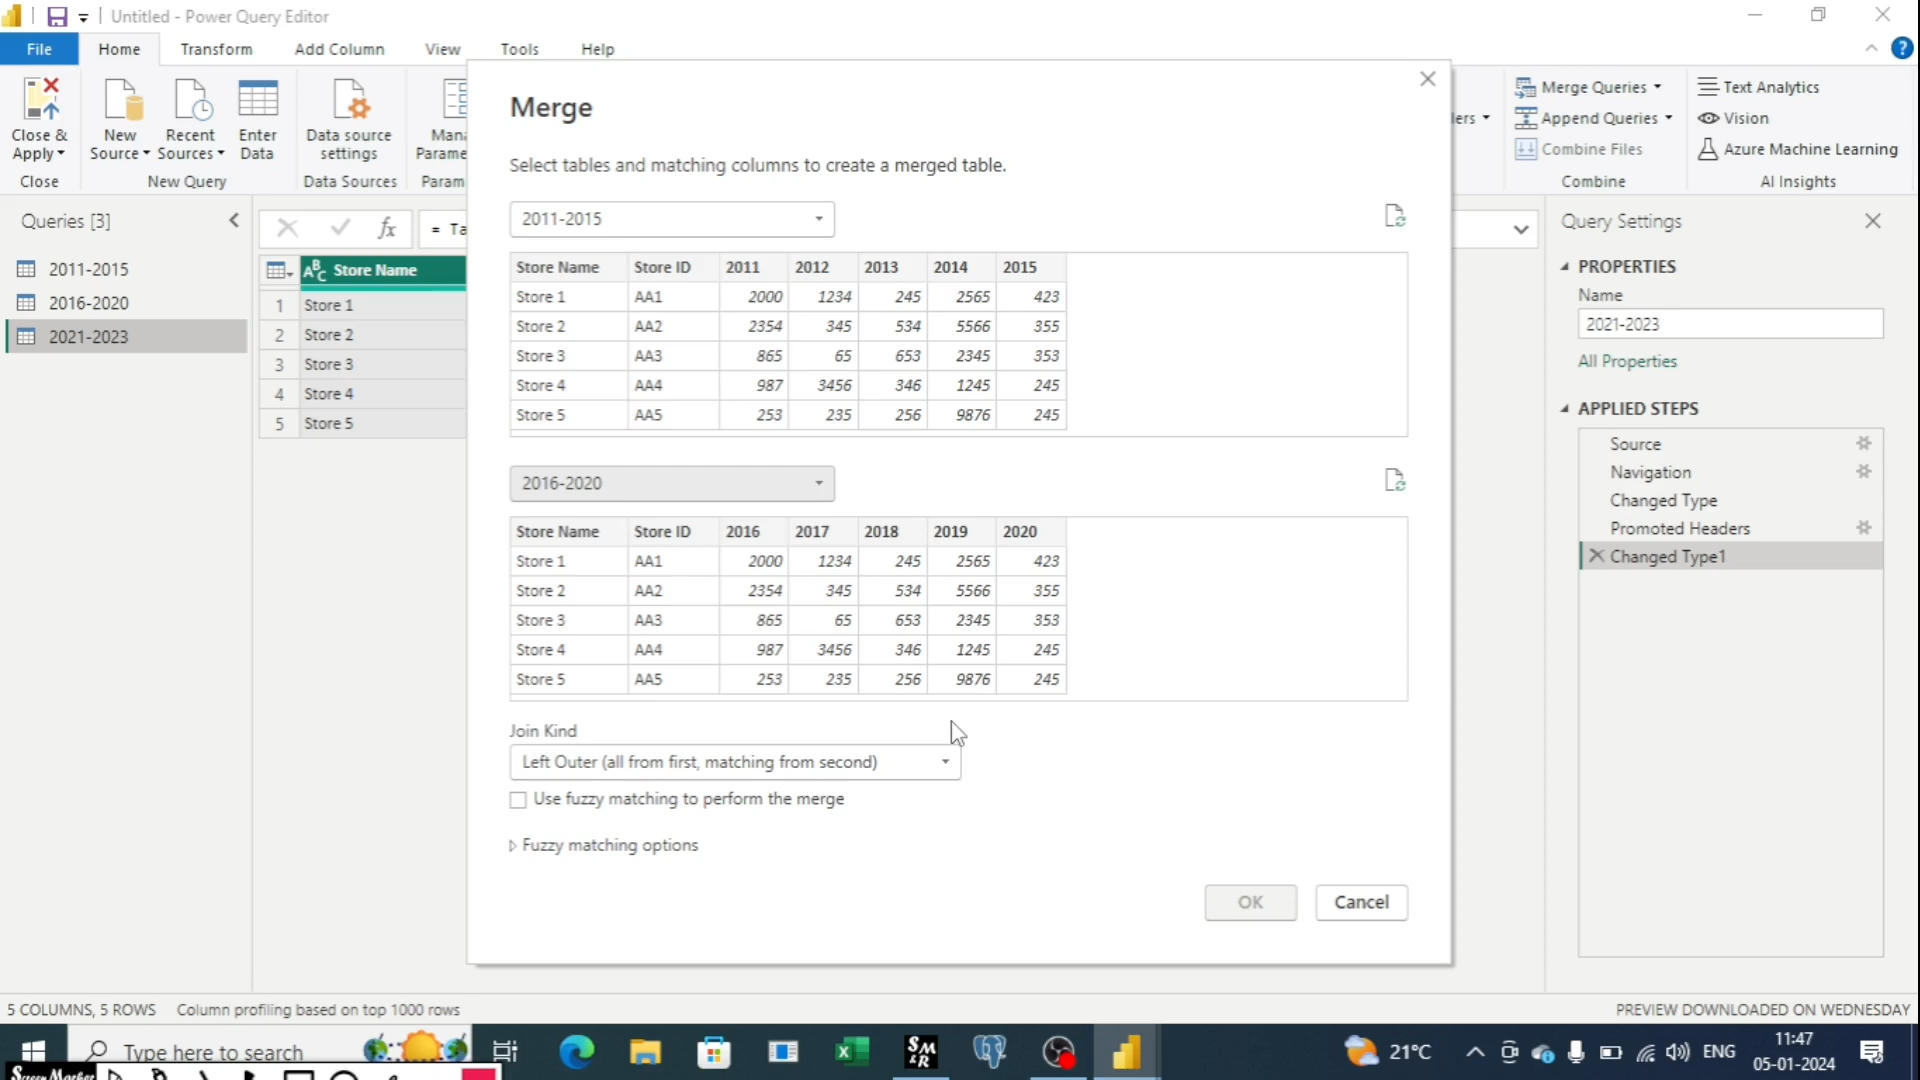 Untitled - Power Query Editor
File Home Transform Add Column View Tools Help
Close & Apply
New Source
Recent Sources
Enter Data
Data source settings
Close
New Query
Data Sources
Param
Merge Queries
Append Queries
Combine Files
Combine
Text Analytics
Vision
Azure Machine Learning
AI Insights
Queries [3]
2011-2015
2016-2020
2021-2023
fx
= Ta
ABC Store Name
1 Store 1
2 Store 2
3 Store 3
4 Store 4
5 Store 5
Merge
Select tables and matching columns to create a merged table.
2011-2015
Store Name Store ID 2011 2012 2013 2014 2015
Store 1 AA1 2000 1234 245 2565 423
Store 2 AA2 2354 345 534 5566 355
Store 3 AA3 865 65 653 2345 353
Store 4 AA4 987 3456 346 1245 245
Store 5 AA5 253 235 256 9876 245
2016-2020
Store Name Store ID 2016 2017 2018 2019 2020
Store 1 AA1 2000 1234 245 2565 423
Store 2 AA2 2354 345 534 5566 355
Store 3 AA3 865 65 653 2345 353
Store 4 AA4 987 3456 346 1245 245
Store 5 AA5 253 235 256 9876 245
Join Kind
Left Outer (all from first, matching from second)
Use fuzzy matching to perform the merge
Fuzzy matching options
OK Cancel
Query Settings
PROPERTIES
Name
2021-2023
All Properties
APPLIED STEPS
Source
Navigation
Changed Type
Promoted Headers
Changed Type1
5 COLUMNS, 5 ROWS Column profiling based on top 1000 rows
PREVIEW DOWNLOADED ON WEDNESDAY
Type here to search
21°C
ENG
11:47
05-01-2024